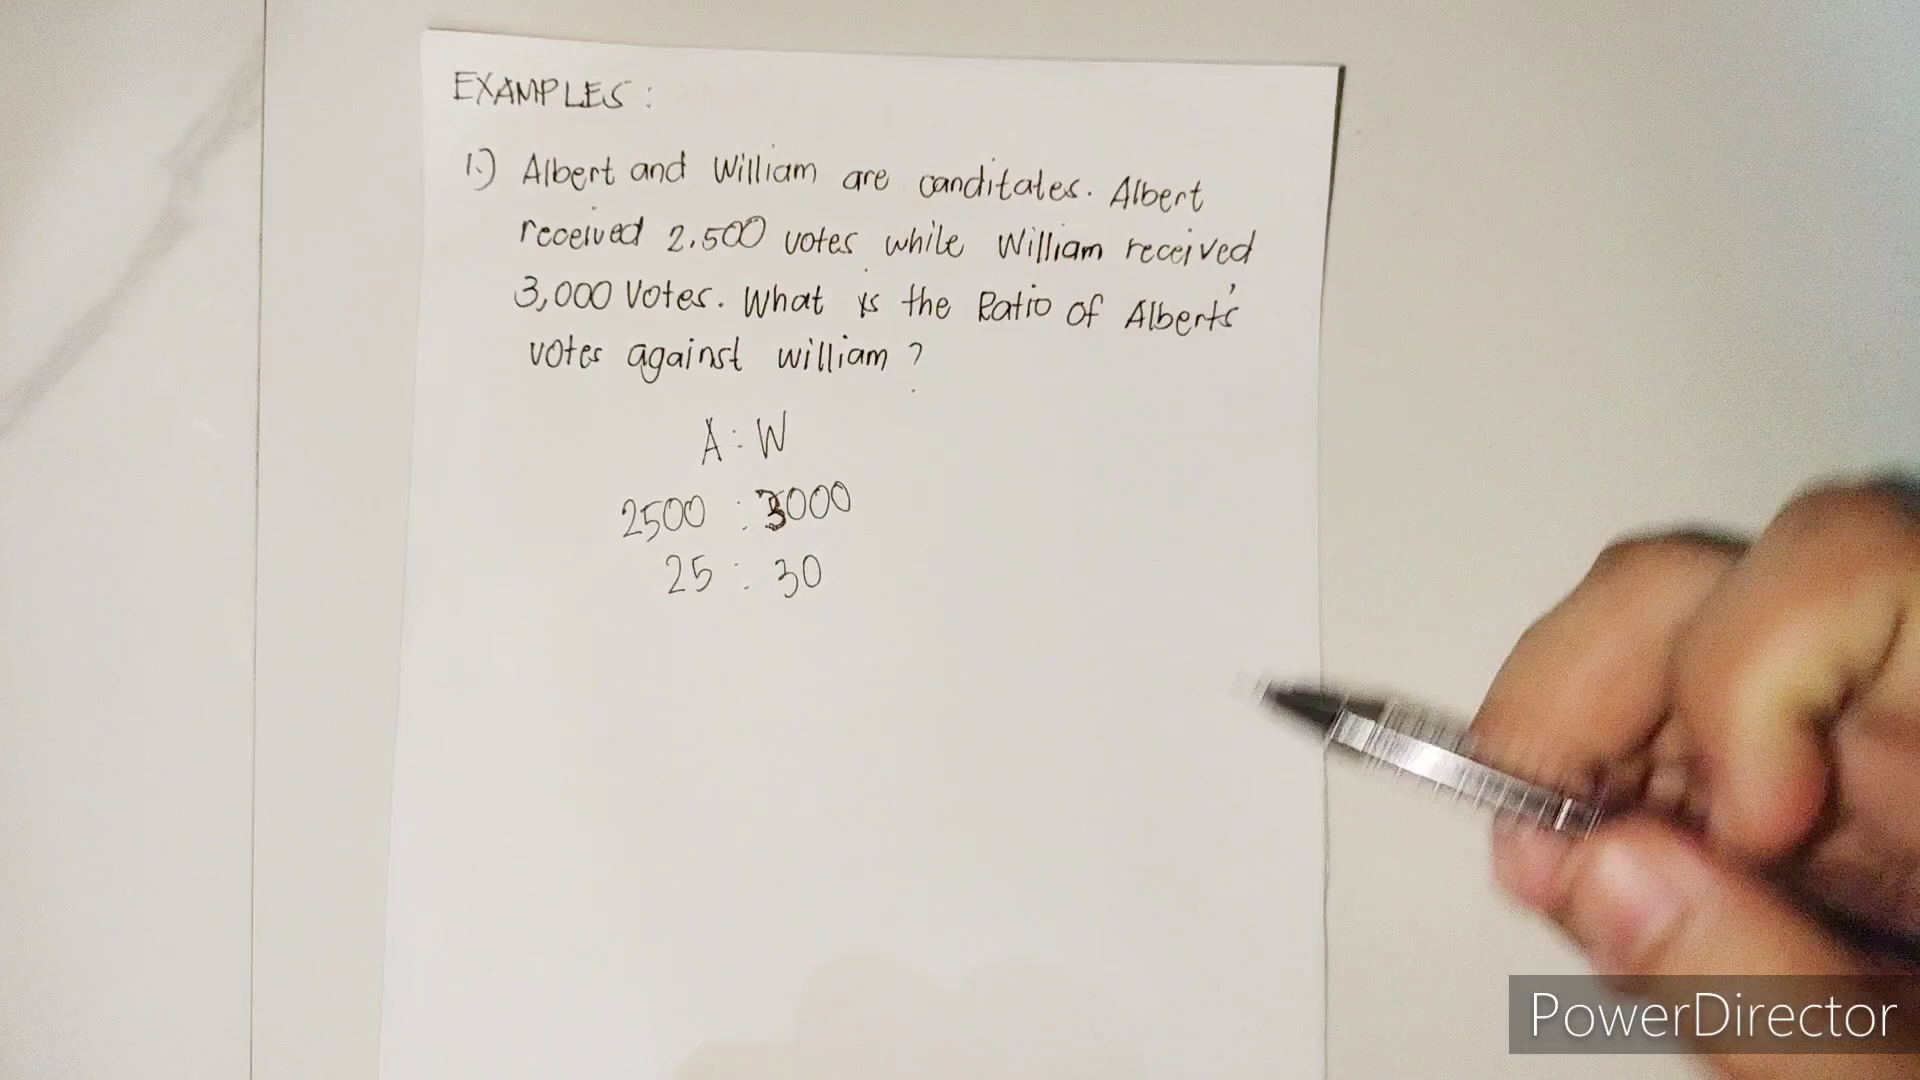 EXAMPLES :
1.) Albert and William are canditates. Albert
received 2.500 votes while William received
3,000 Votes. What is the Ratio of Albert's
votes against william ?
A : W
2500 : 3000
25 : 30
PowerDirector